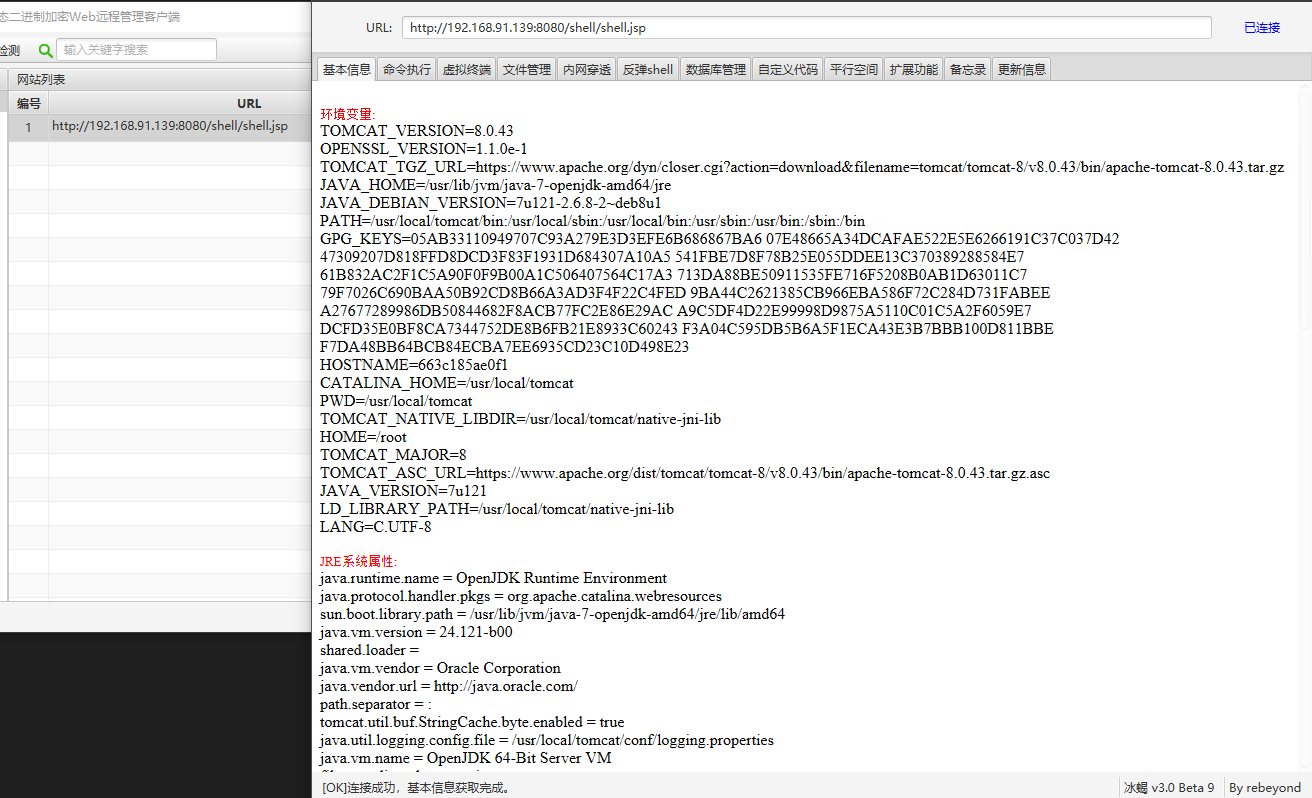 态二进制加密Web远程管理客户端
检测
输入关键字搜索
网站列表
编号 URL
1 http://192.168.91.139:8080/shell/shell.jsp
URL: http://192.168.91.139:8080/shell/shell.jsp 已连接
基本信息 命令执行 虚拟终端 文件管理 内网穿透 反弹shell 数据库管理 自定义代码 平行空间 扩展功能 备忘录 更新信息
环境变量:
TOMCAT_VERSION=8.0.43
OPENSSL_VERSION=1.1.0e-1
TOMCAT_TGZ_URL=https://www.apache.org/dyn/closer.cgi?action=download&filename=tomcat/tomcat-8/v8.0.43/bin/apache-tomcat-8.0.43.tar.gz
JAVA_HOME=/usr/lib/jvm/java-7-openjdk-amd64/jre
JAVA_DEBIAN_VERSION=7u121-2.6.8-2~deb8u1
PATH=/usr/local/tomcat/bin:/usr/local/sbin:/usr/local/bin:/usr/sbin:/usr/bin:/sbin:/bin
GPG_KEYS=05AB33110949707C93A279E3D3EFE6B686867BA6 07E48665A34DCAFAE522E5E6266191C37C037D42
47309207D818FFD8DCD3F83F1931D684307A10A5 541FBE7D8F78B25E055DDEE13C370389288584E7
61B832AC2F1C5A90F0F9B00A1C506407564C17A3 713DA88BE50911535FE716F5208B0AB1D63011C7
79F7026C690BAA50B92CD8B66A3AD3F4F22C4FED 9BA44C2621385CB966EBA586F72C284D731FABEE
A27677289986DB50844682F8ACB77FC2E86E29AC A9C5DF4D22E99998D9875A5110C01C5A2F6059E7
DCFD35E0BF8CA7344752DE8B6FB21E8933C60243 F3A04C595DB5B6A5F1ECA43E3B7BBB100D811BBE
F7DA48BB64BCB84ECBA7EE6935CD23C10D498E23
HOSTNAME=663c185ae0f1
CATALINA_HOME=/usr/local/tomcat
PWD=/usr/local/tomcat
TOMCAT_NATIVE_LIBDIR=/usr/local/tomcat/native-jni-lib
HOME=/root
TOMCAT_MAJOR=8
TOMCAT_ASC_URL=https://www.apache.org/dist/tomcat/tomcat-8/v8.0.43/bin/apache-tomcat-8.0.43.tar.gz.asc
JAVA_VERSION=7u121
LD_LIBRARY_PATH=/usr/local/tomcat/native-jni-lib
LANG=C.UTF-8
JRE系统属性:
java.runtime.name = OpenJDK Runtime Environment
java.protocol.handler.pkgs = org.apache.catalina.webresources
sun.boot.library.path = /usr/lib/jvm/java-7-openjdk-amd64/jre/lib/amd64
java.vm.version = 24.121-b00
shared.loader =
java.vm.vendor = Oracle Corporation
java.vendor.url = http://java.oracle.com/
path.separator = :
tomcat.util.buf.StringCache.byte.enabled = true
java.util.logging.config.file = /usr/local/tomcat/conf/logging.properties
java.vm.name = OpenJDK 64-Bit Server VM
[OK]连接成功，基本信息获取完成。 冰蝎 v3.0 Beta 9 By rebeyond